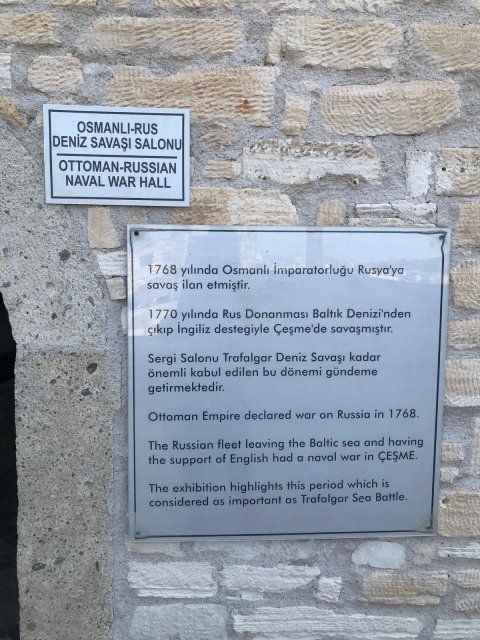 OSMANLI-RUS
DENİZ SAVAŞI SALONU
OTTOMAN-RUSSIAN
NAVAL WAR HALL
1768 yılında Osmanlı İmparatorluğu Rusya'ya
savaş ilan etmiştir.
1770 yılında Rus Donanması Baltık Denizi'nden
çıkıp İngiliz destegiyle Çeşme'de savaşmıştır.
Sergi Salonu Trafalgar Deniz Savaşı kadar
önemli kabul edilen bu dönemi gündeme
getirmektedir.
Ottoman Empire declared war on Russia in 1768.
The Russian fleet leaving the Baltic sea and having
the support of English had a naval war in ÇEŞME.
The exhibition highlights this period which is
considered as important as Trafalgar Sea Battle.